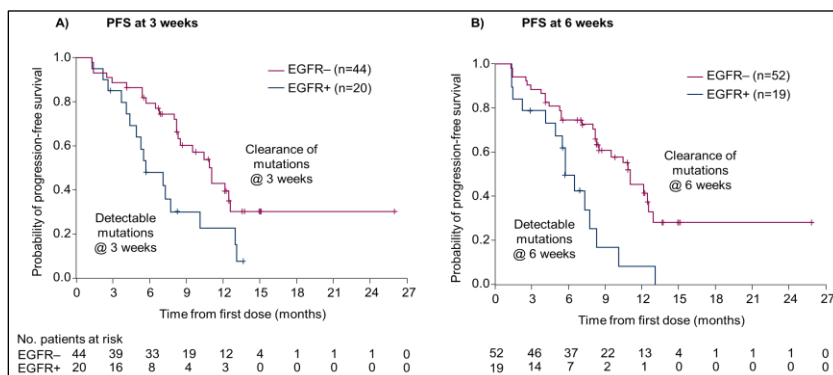 A) PFS at 3 weeks
Probability of progression-free survival
1.0
0.8
0.6
0.4
0.2
0.0
EGFR– (n=44)
EGFR+ (n=20)
Clearance of
mutations
@ 3 weeks
Detectable
mutations
@ 3 weeks
0 3 6 9 12 15 18 21 24 27
Time from first dose (months)
No. patients at risk
EGFR– 44 39 33 19 12 4 1 1 1 0
EGFR+ 20 16 8 4 3 0 0 0 0 0
B) PFS at 6 weeks
Probability of progression-free survival
1.0
0.8
0.6
0.4
0.2
0.0
EGFR– (n=52)
EGFR+ (n=19)
Clearance of
mutations
@ 6 weeks
Detectable
mutations
@ 6 weeks
0 3 6 9 12 15 18 21 24 27
Time from first dose (months)
52 46 37 22 13 4 1 1 1 0
19 14 7 2 1 0 0 0 0 0